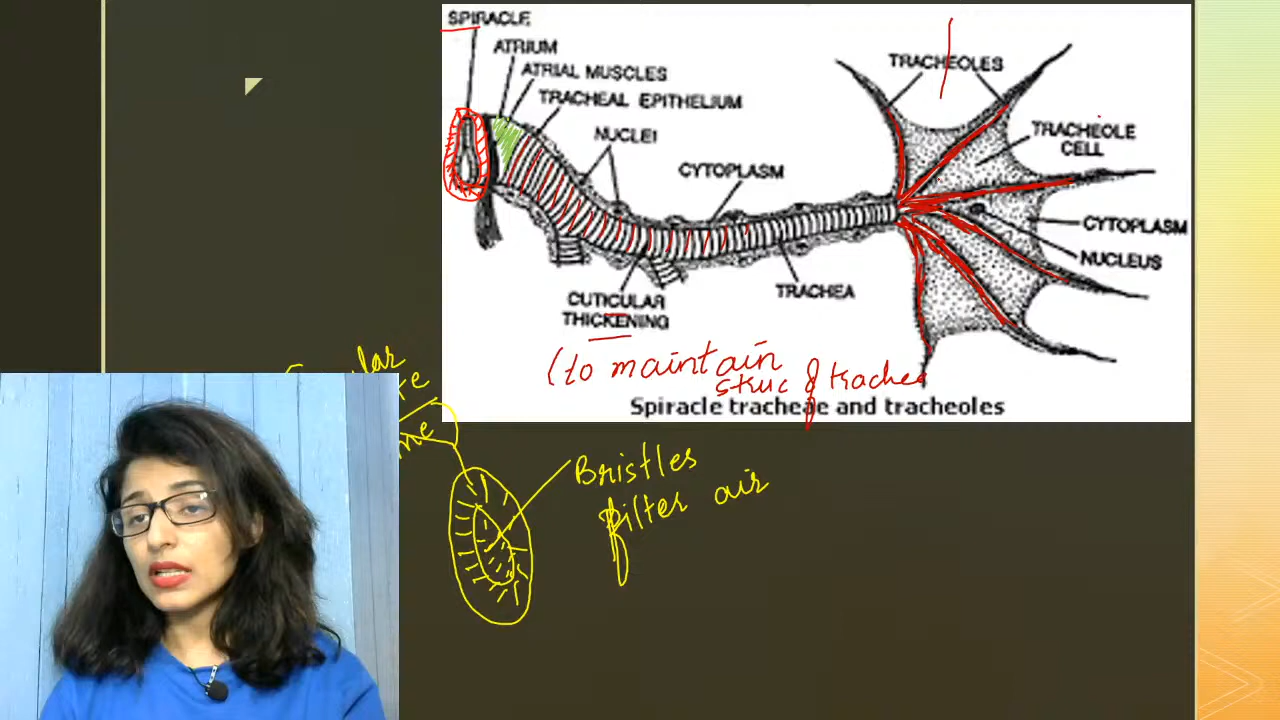 SPIRACLE
ATRIUM
ATRIAL MUSCLES
TRACHEAL EPITHELIUM
NUCLEI
CYTOPLASM
TRACHEOLES
TRACHEOLE
CELL
CYTOPLASM
NUCLEUS
TRACHEA
CUTICULAR
THICKENING
(to maintain
struc of trachea
Spiracle tracheae and tracheoles
Bristles
filter air